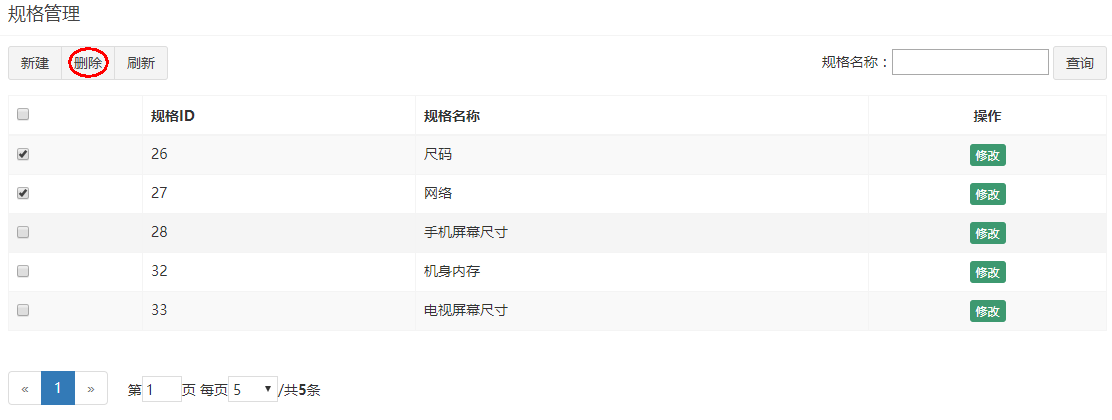 规格管理
新建 删除 刷新 规格名称： 查询
规格ID 规格名称 操作
26 尺码 修改
27 网络 修改
28 手机屏幕尺寸 修改
32 机身内存 修改
33 电视屏幕尺寸 修改
« 1 » 第 1 页 每页 5 /共5条